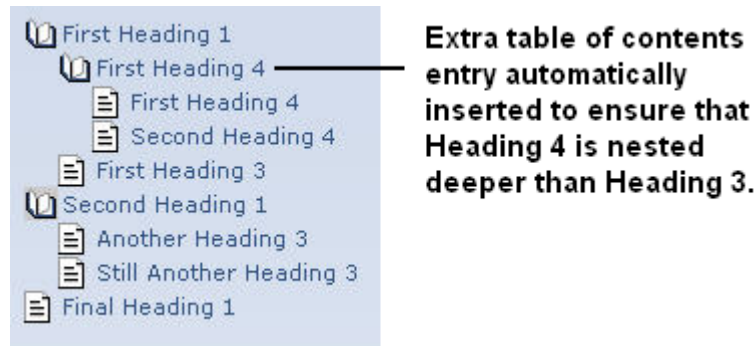 First Heading 1
First Heading 4
First Heading 4
Second Heading 4
First Heading 3
Second Heading 1
Another Heading 3
Still Another Heading 3
Final Heading 1
Extra table of contents
entry automatically
inserted to ensure that
Heading 4 is nested
deeper than Heading 3.